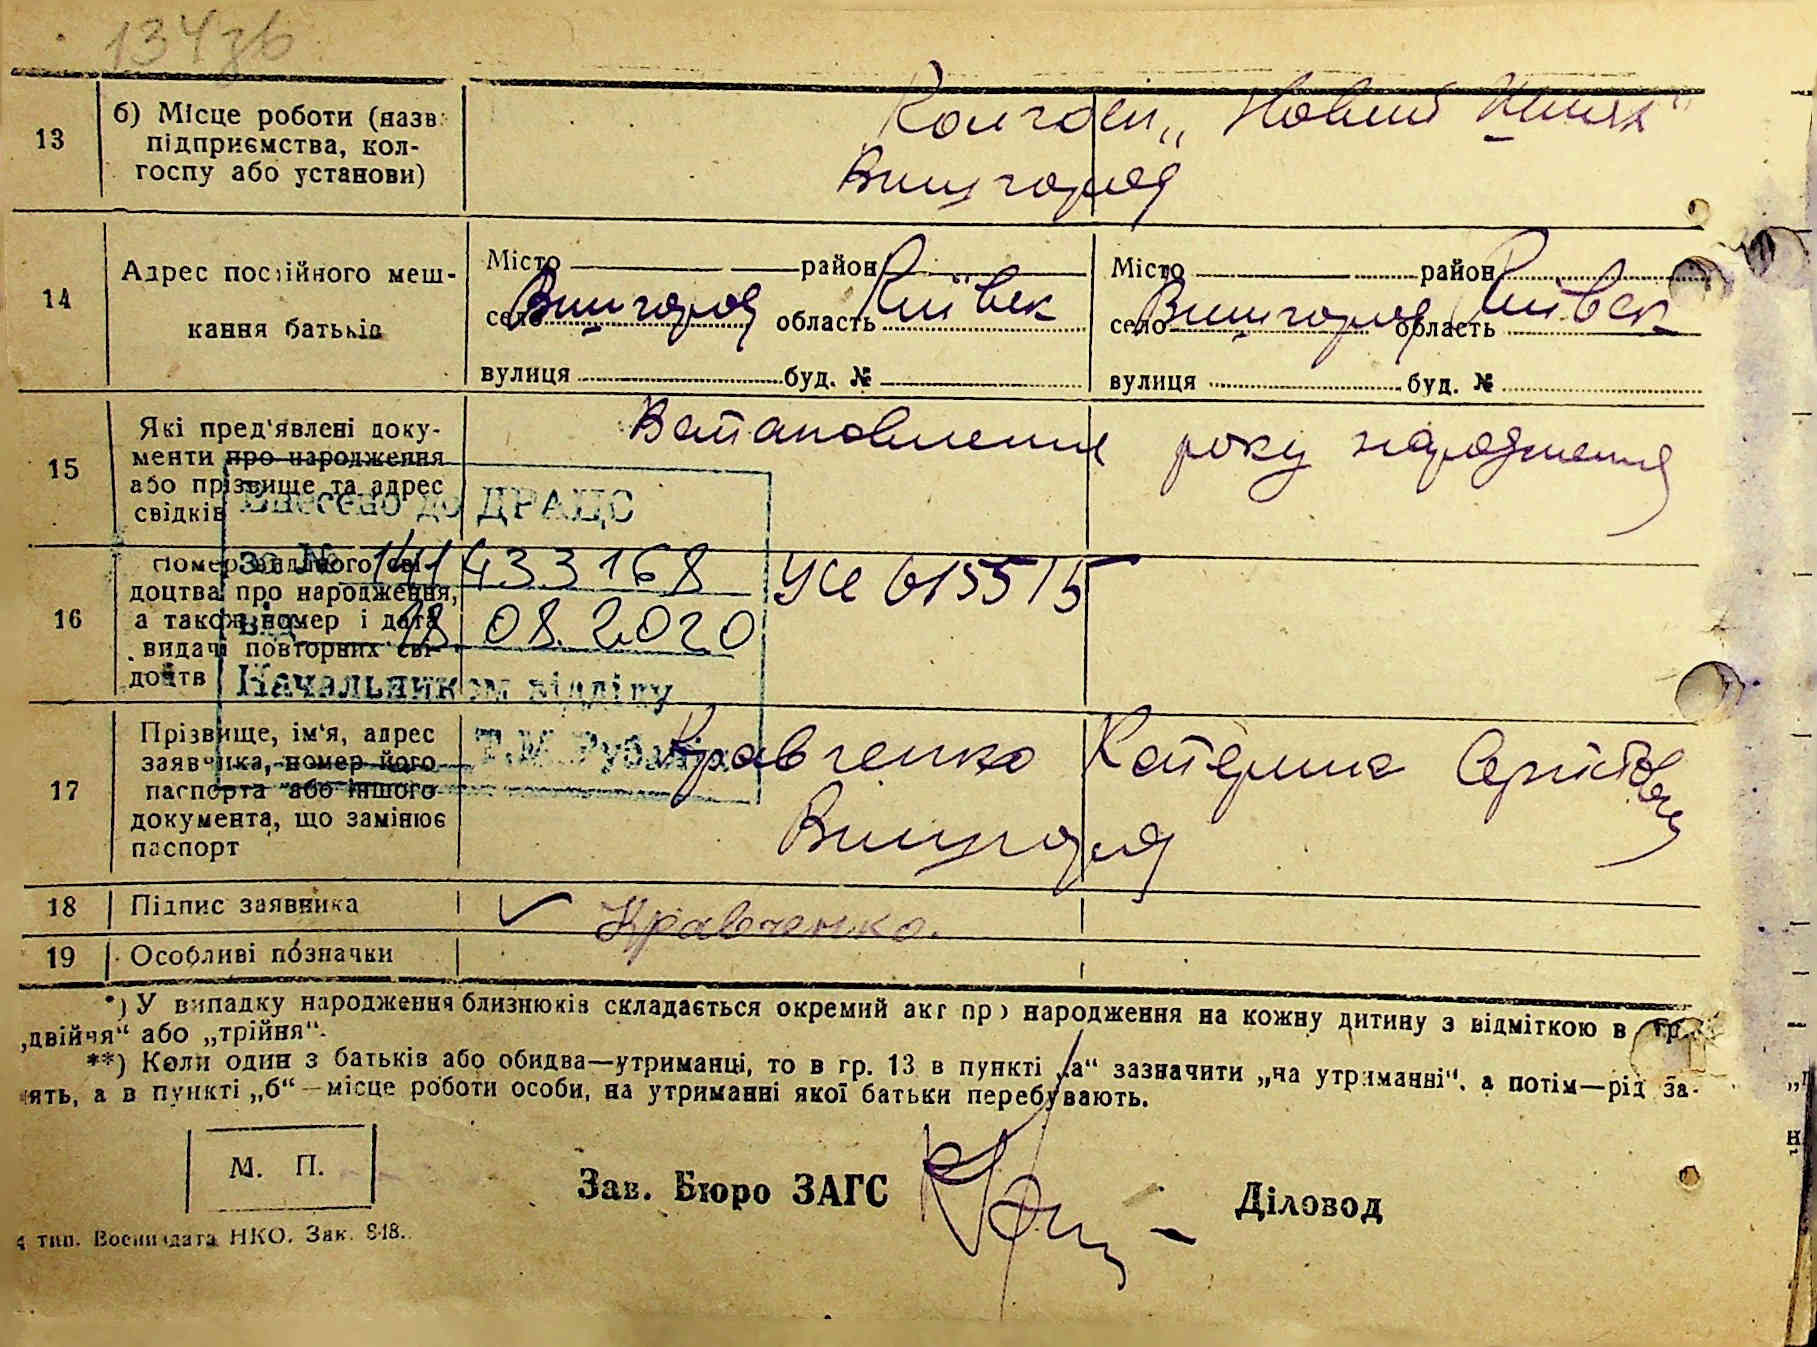 134зв
13
б) Місце роботи (назв
підприємства, кол-
госпу або установи)
Колгосп „Новий Шлях“
Вишгород
14
Адрес постійного меш-
кання батьків
Місто район
село Вишгород область Київск
вулиця буд. №
Місто район
село Вишгород область Київск
вулиця буд. №
15
Які пред'явлені доку-
менти про народження
або прізвище та адрес
свідків
Встановлення року народження
Внесено до ДРАЦС
За № 141433168
від 18 08.2020
Начальником відділу
Т.М.
16
Номер виданого сві-
доцтва про народження,
а також номер і дата
видачі повторних сві-
доцтв
УСе 615515
17
Прізвище, ім'я, адрес
заявника, номер його
паспорта або іншого
документа, що замінює
паспорт
Кравченко Катерина Сергіївна
Вишгород
18
Підпис заявника
Кравченко.
19
Особливі позначки
*) У випадку народження близнюків складається окремий акт про народження на кожну дитину з відміткою в гр.
„двійня“ або „трійня“.
**) Коли один з батьків або обидва—утриманці, то в гр. 13 в пункті „а“ зазначити „на утриманні“, а потім—рід за-
нять, а в пункті „б“—місце роботи особи, на утриманні якої батьки перебувають.
М. П.
Зав. Бюро ЗАГС
Діловод
4 тип. Воениздата НКО. Зак. 818.